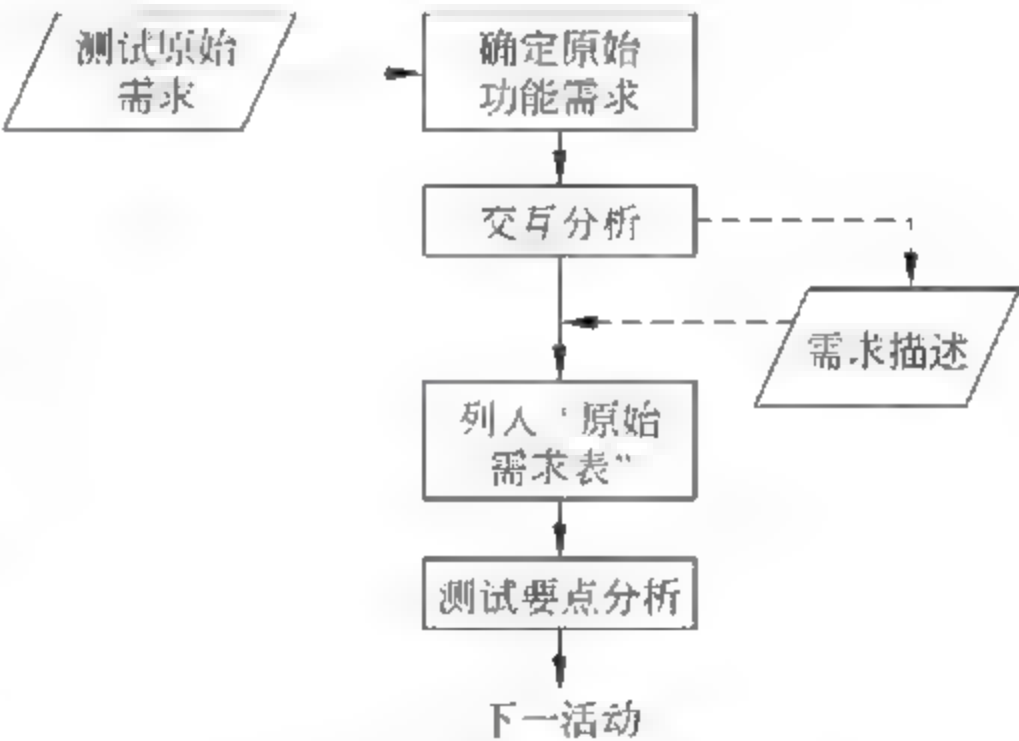 测试原始
需求
确定原始
功能需求
交互分析
需求描述
列入“原始
需求表”
测试要点分析
下一活动